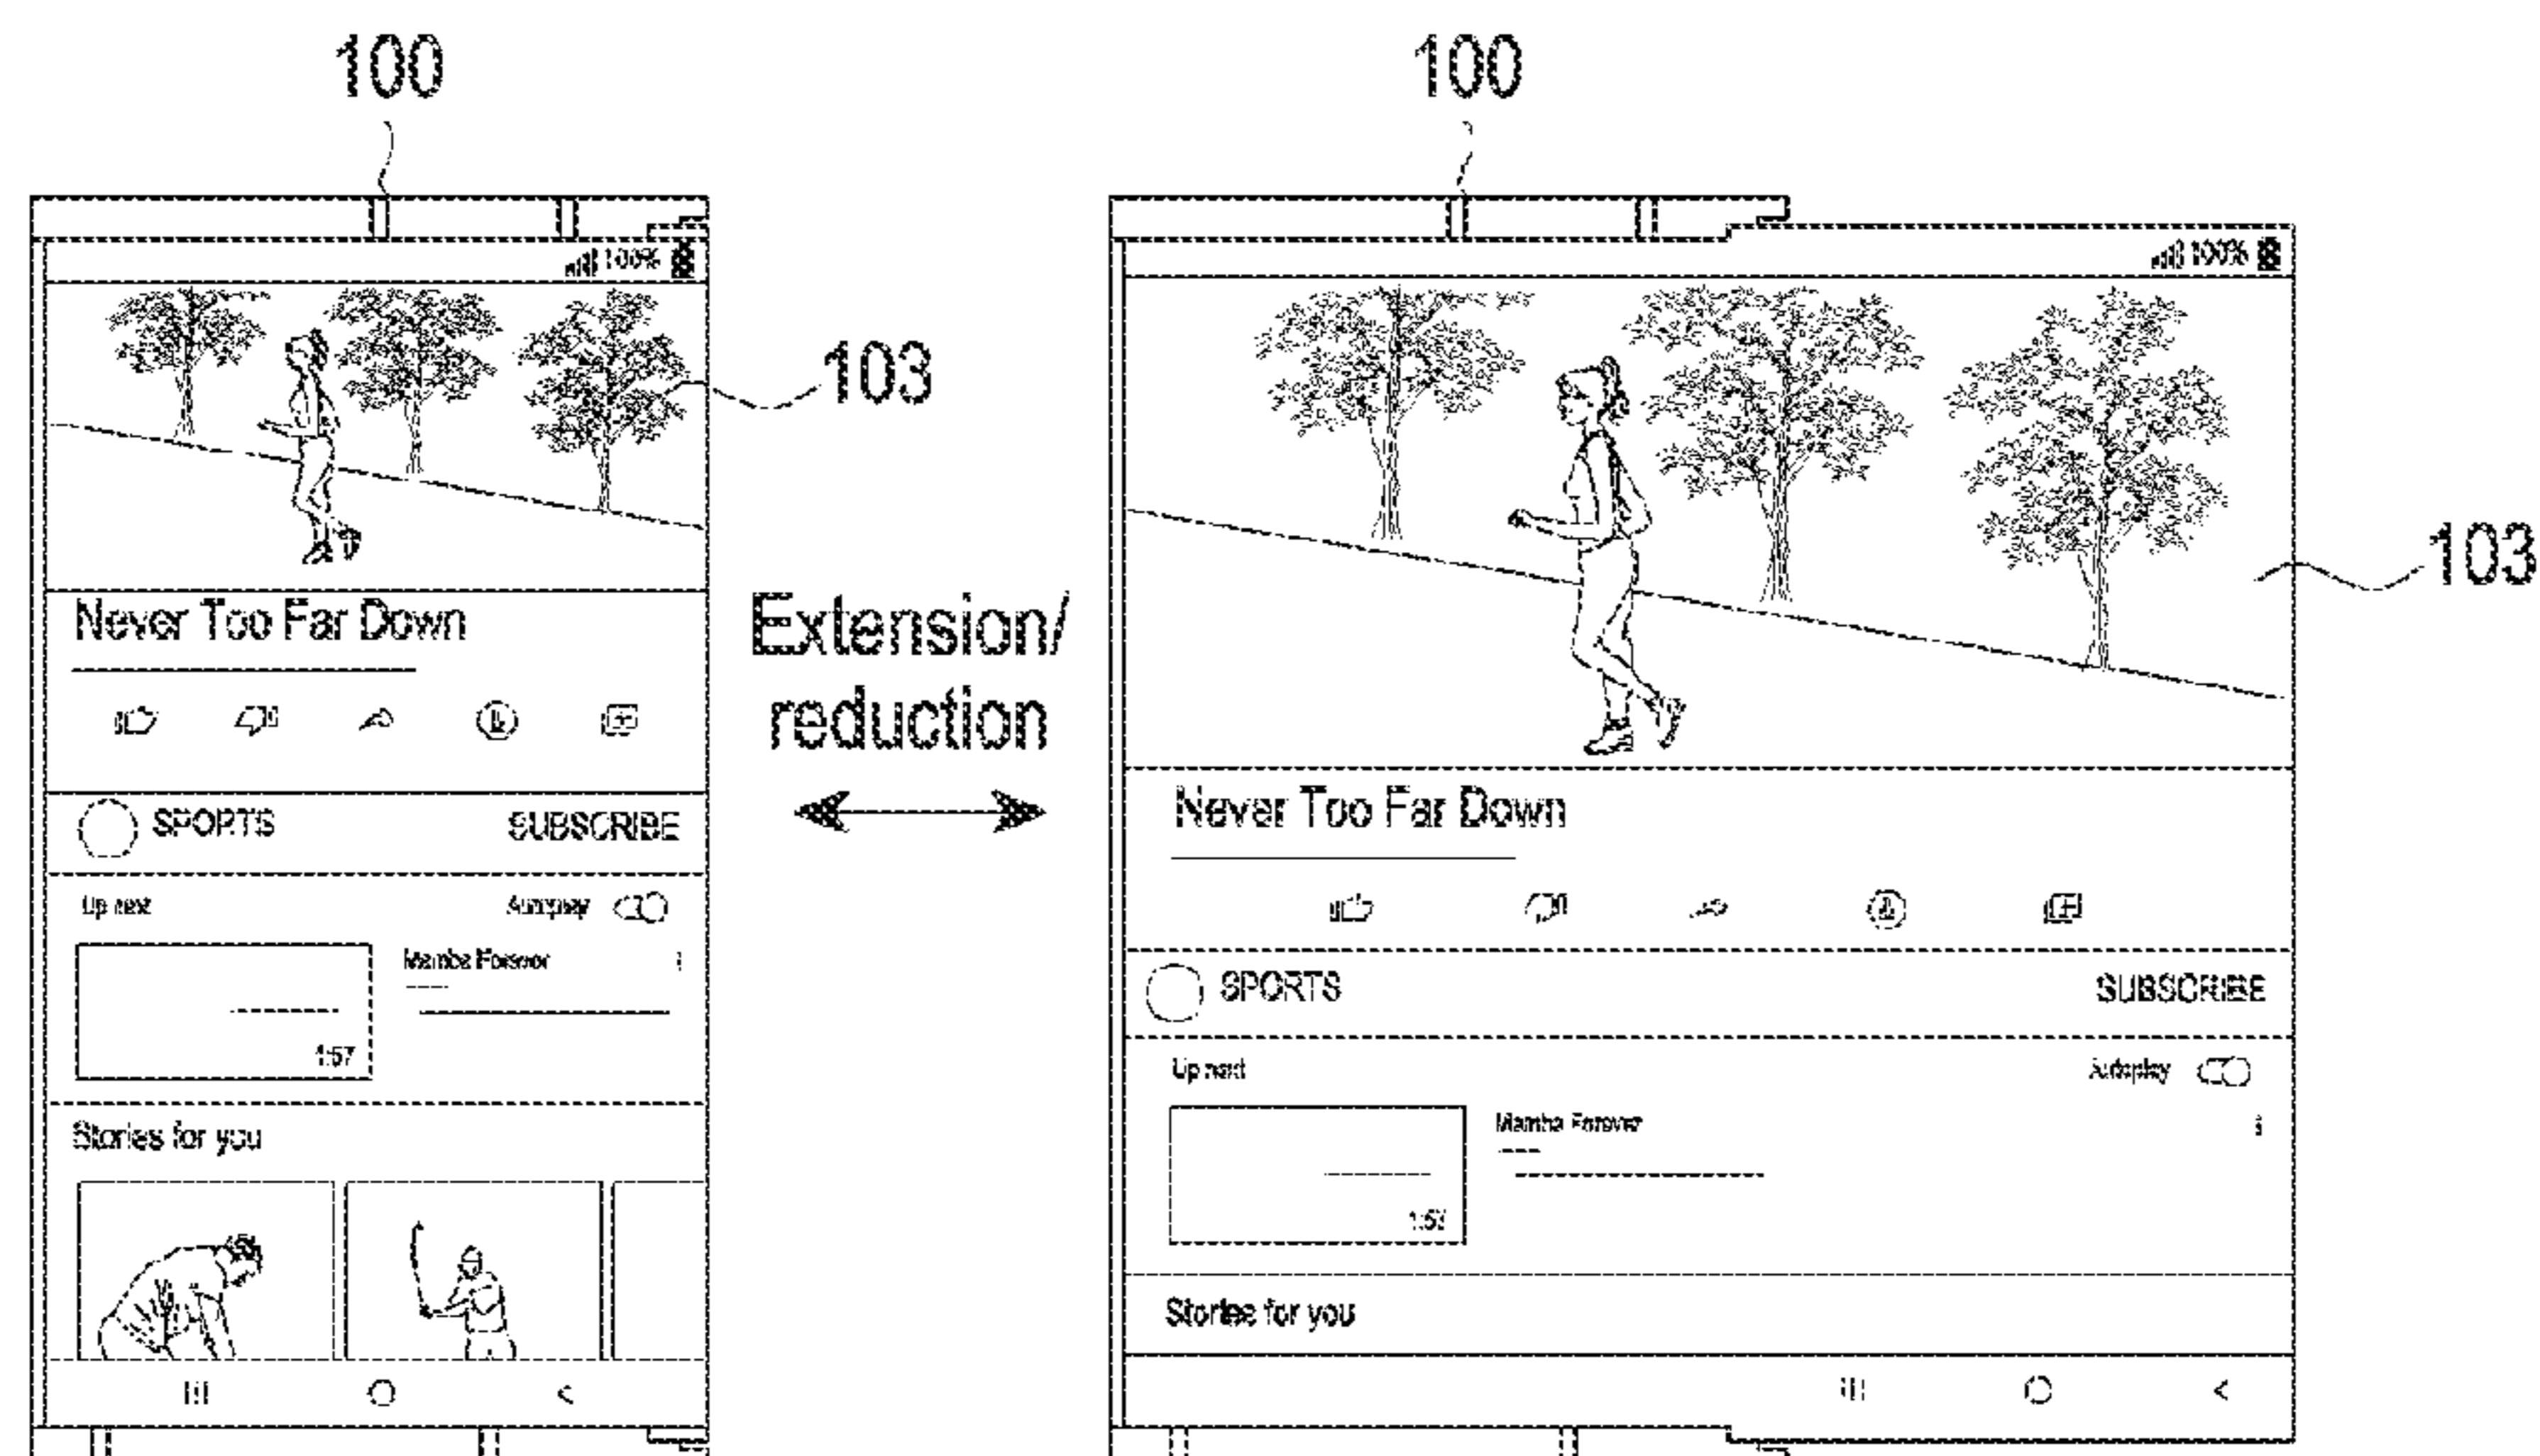 100
100%
103
Never Too Far Down
SPORTS
SUBSCRIBE
Up next
Autoplay
Mamba Forever
1:57
Stories for you
Extension/
reduction
100
100%
103
Never Too Far Down
SPORTS
SUBSCRIBE
Up next
Autoplay
Mamba Forever
1:57
Stories for you